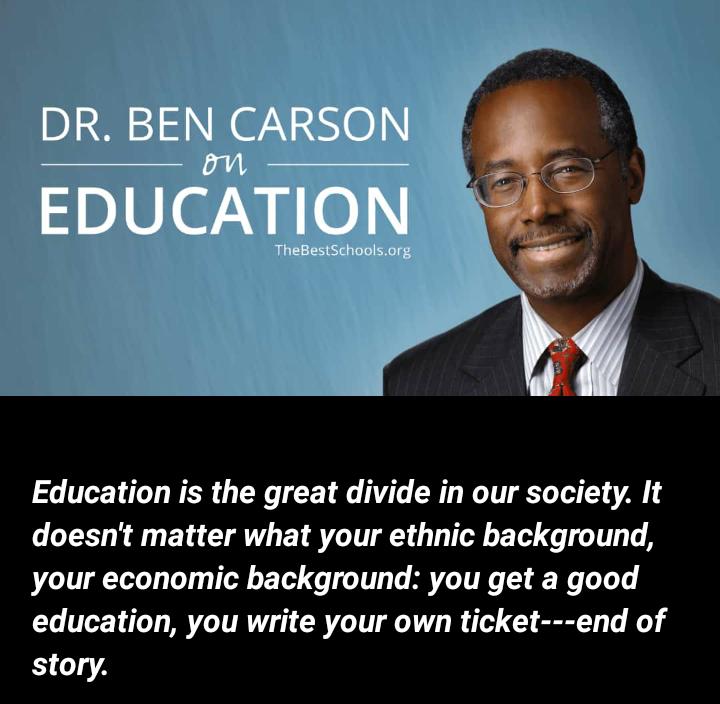 DR. BEN CARSON
on
EDUCATION
TheBestSchools.org
Education is the great divide in our society. It
doesn't matter what your ethnic background,
your economic background: you get a good
education, you write your own ticket---end of
story.